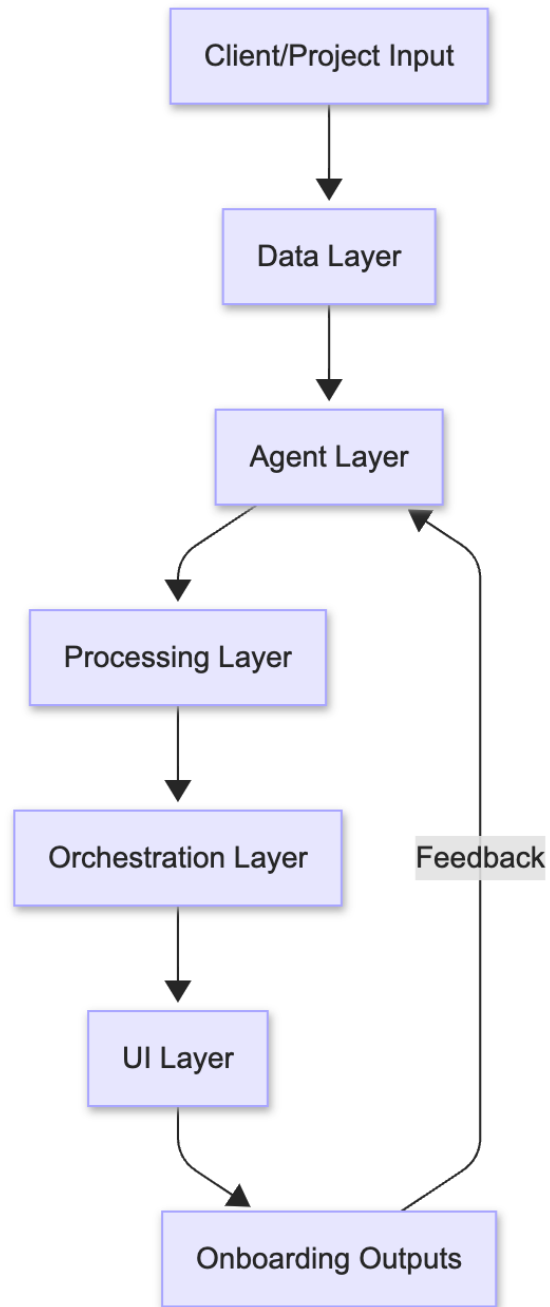 Client/Project Input
Data Layer
Agent Layer
Processing Layer
Orchestration Layer
Feedback
UI Layer
Onboarding Outputs